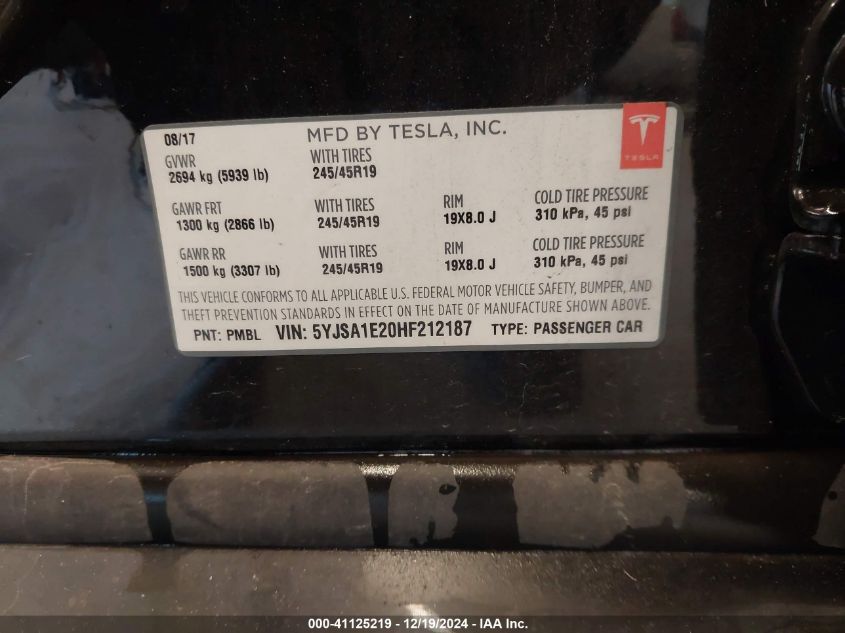 08/17 MFD BY TESLA, INC.
TESLA
GVWR WITH TIRES
2694 kg (5939 lb) 245/45R19
GAWR FRT WITH TIRES RIM COLD TIRE PRESSURE
1300 kg (2866 lb) 245/45R19 19X8.0 J 310 kPa, 45 psi
GAWR RR WITH TIRES RIM COLD TIRE PRESSURE
1500 kg (3307 lb) 245/45R19 19X8.0 J 310 kPa, 45 psi
THIS VEHICLE CONFORMS TO ALL APPLICABLE U.S. FEDERAL MOTOR VEHICLE SAFETY, BUMPER, AND
THEFT PREVENTION STANDARDS IN EFFECT ON THE DATE OF MANUFACTURE SHOWN ABOVE.
PNT: PMBL VIN: 5YJSA1E20HF212187 TYPE: PASSENGER CAR
000-41125219 - 12/19/2024 - IAA Inc.